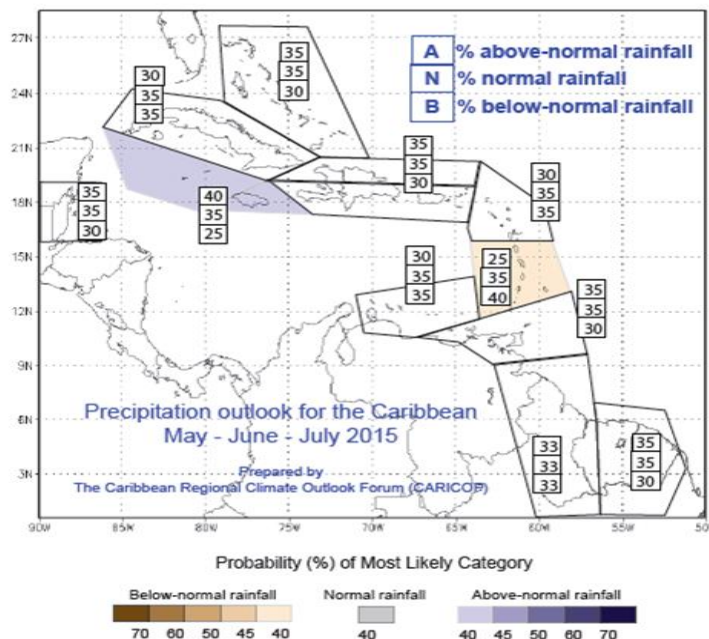 27N
24N
21N
18N
15N
12N
9N
6N
3N
A % above-normal rainfall
N % normal rainfall
B % below-normal rainfall
35
35
30
30
35
35
35
35
30
30
35
35
35
35
30
40
35
25
30
35
35
25
35
40
35
35
30
33
33
33
35
35
30
Precipitation outlook for the Caribbean
May - June - July 2015
Prepared by
The Caribbean Regional Climate Outlook Forum (CARICOF)
90W 85W 80W 75W 70W 65W 60W 55W 50
Probability (%) of Most Likely Category
Below-normal rainfall Normal rainfall Above-normal rainfall
70 60 50 45 40 40 40 45 50 60 70